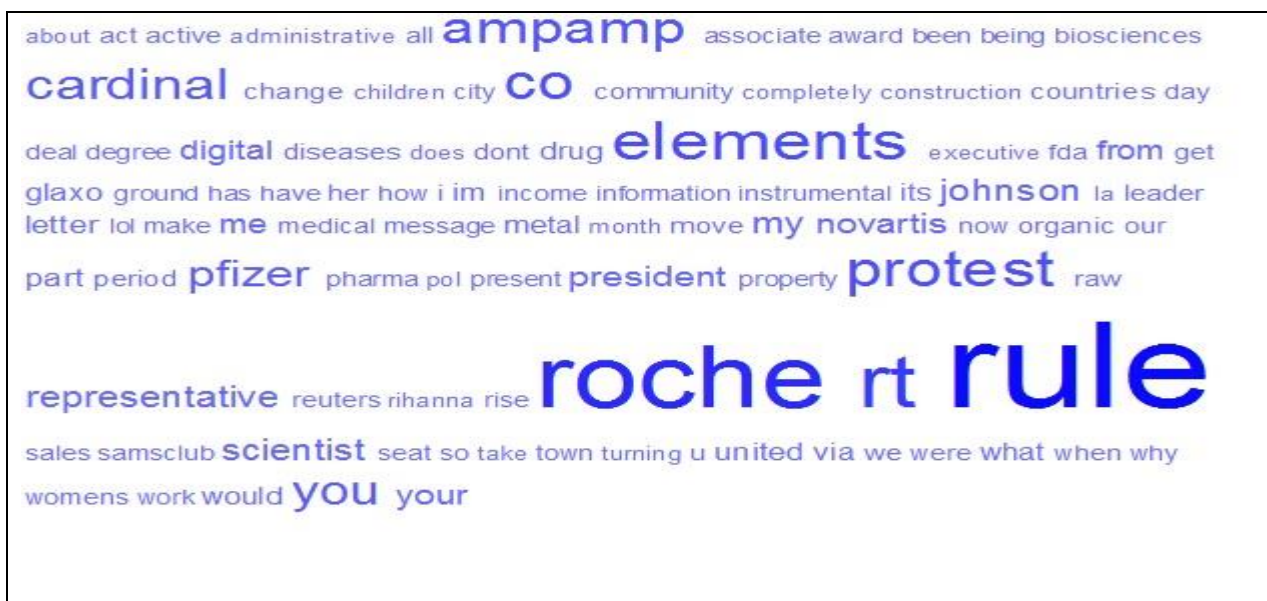 about act active administrative all ampamp associate award been being biosciences
cardinal change children city co community completely construction countries day
deal degree digital diseases does dont drug elements executive fda from get
glaxo ground has have her how i im income information instrumental its johnson la leader
letter lol make me medical message metal month move my novartis now organic our
part period pfizer pharma pol present president property protest raw
representative reuters rihanna rise roche rt rule
sales samsclub scientist seat so take town turning u united via we were what when why
womens work would you your